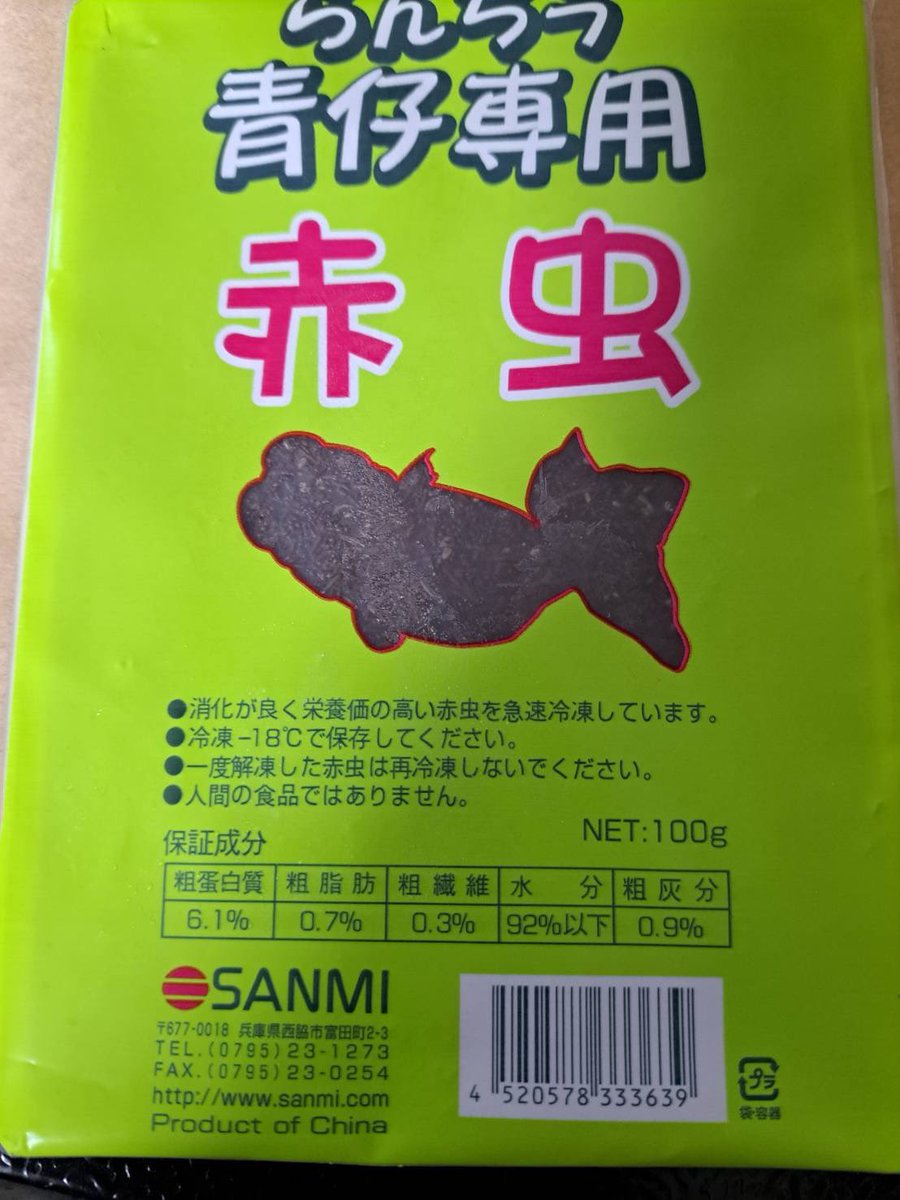 らんちう
青仔専用
赤虫
●消化が良く栄養価の高い赤虫を急速冷凍しています。
●冷凍-18℃で保存してください。
●一度解凍した赤虫は再冷凍しないでください。
●人間の食品ではありません。
NET:100g
保証成分
粗蛋白質 粗脂肪 粗繊維 水分 粗灰分
6.1% 0.7% 0.3% 92%以下 0.9%
SANMI
〒677-0018 兵庫県西脇市富田町2-3
TEL.(0795)23-1273
FAX.(0795)23-0254
http://www.sanmi.com
Product of China
4 520578 333639
プラ
袋・容器